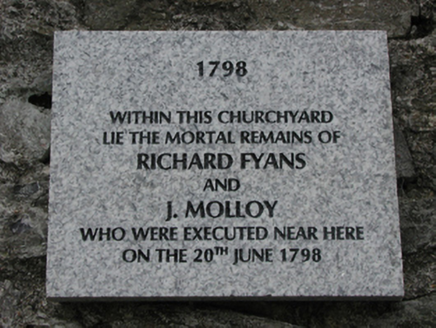 1798
WITHIN THIS CHURCHYARD
LIE THE MORTAL REMAINS OF
RICHARD FYANS
AND
J. MOLLOY
WHO WERE EXECUTED NEAR HERE
ON THE 20TH JUNE 1798